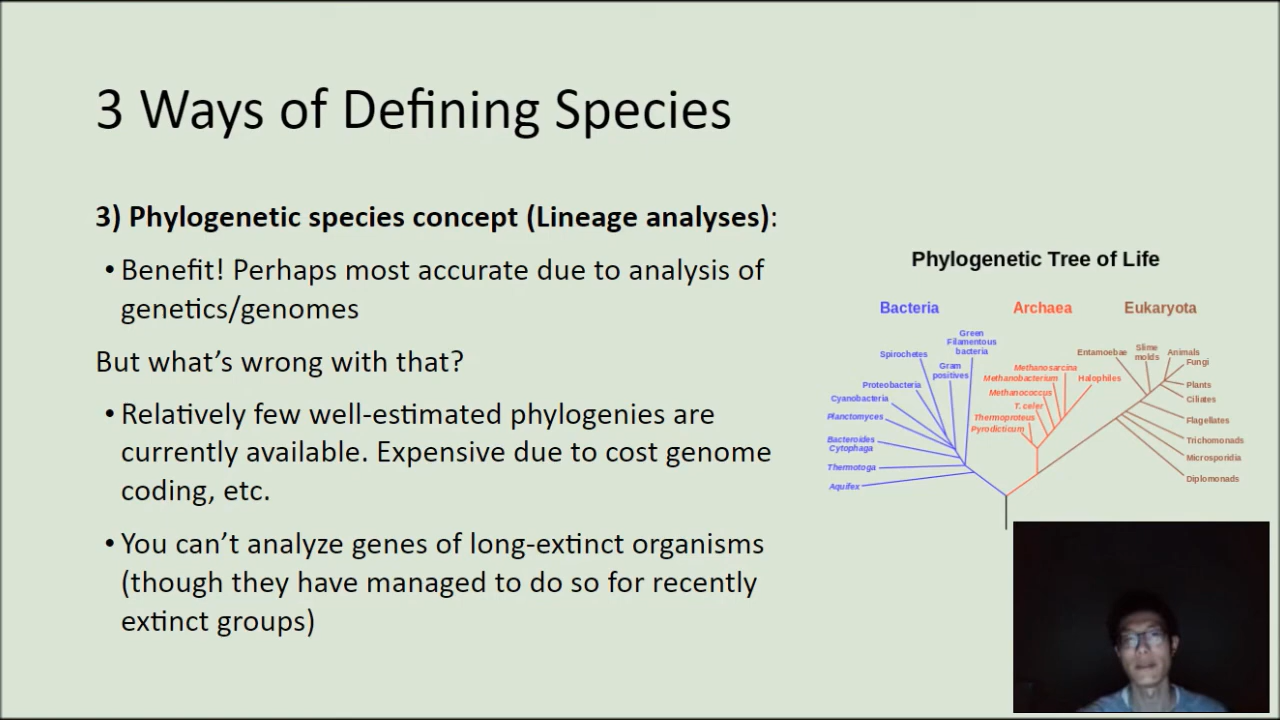 3 Ways of Defining Species
3) Phylogenetic species concept (Lineage analyses):
• Benefit! Perhaps most accurate due to analysis of
genetics/genomes
But what’s wrong with that?
• Relatively few well-estimated phylogenies are
currently available. Expensive due to cost genome
coding, etc.
• You can’t analyze genes of long-extinct organisms
(though they have managed to do so for recently
extinct groups)
Phylogenetic Tree of Life
Bacteria
Archaea
Eukaryota
Green
Filamentous
bacteria
Spirochetes
Gram
positives
Proteobacteria
Cyanobacteria
Planctomyces
Bacteroides
Cytophaga
Thermotoga
Aquifex
Methanosarcina
Methanobacterium
Halophiles
Methanococcus
T. celer
Thermoproteus
Pyrodicticum
Entamoebae
Slime
molds
Animals
Fungi
Plants
Ciliates
Flagellates
Trichomonads
Microsporidia
Diplomonads